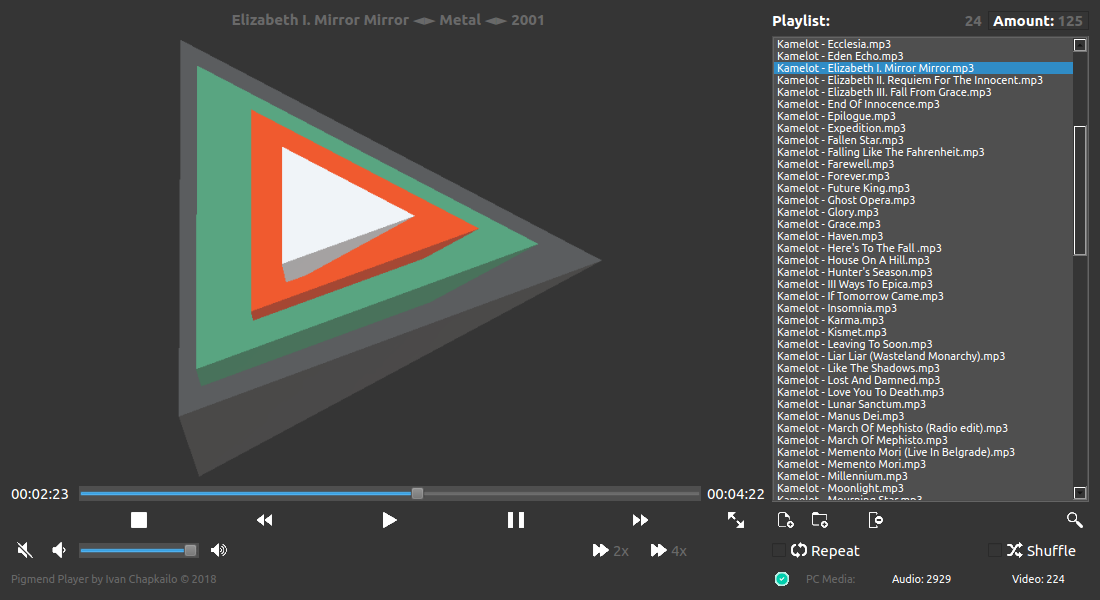 Elizabeth I. Mirror Mirror ◄► Metal ◄► 2001
Playlist: 24 Amount: 125
Kamelot - Ecclesia.mp3
Kamelot - Eden Echo.mp3
Kamelot - Elizabeth I. Mirror Mirror.mp3
Kamelot - Elizabeth II. Requiem For The Innocent.mp3
Kamelot - Elizabeth III. Fall From Grace.mp3
Kamelot - End Of Innocence.mp3
Kamelot - Epilogue.mp3
Kamelot - Expedition.mp3
Kamelot - Fallen Star.mp3
Kamelot - Falling Like The Fahrenheit.mp3
Kamelot - Farewell.mp3
Kamelot - Forever.mp3
Kamelot - Future King.mp3
Kamelot - Ghost Opera.mp3
Kamelot - Glory.mp3
Kamelot - Grace.mp3
Kamelot - Haven.mp3
Kamelot - Here's To The Fall .mp3
Kamelot - House On A Hill.mp3
Kamelot - Hunter's Season.mp3
Kamelot - III Ways To Epica.mp3
Kamelot - If Tomorrow Came.mp3
Kamelot - Insomnia.mp3
Kamelot - Karma.mp3
Kamelot - Kismet.mp3
Kamelot - Leaving To Soon.mp3
Kamelot - Liar Liar (Wasteland Monarchy).mp3
Kamelot - Like The Shadows.mp3
Kamelot - Lost And Damned.mp3
Kamelot - Love You To Death.mp3
Kamelot - Lunar Sanctum.mp3
Kamelot - Manus Dei.mp3
Kamelot - March Of Mephisto (Radio edit).mp3
Kamelot - March Of Mephisto.mp3
Kamelot - Memento Mori (Live In Belgrade).mp3
Kamelot - Memento Mori.mp3
Kamelot - Millennium.mp3
Kamelot - Moonlight.mp3
Kamelot - Mourning Star.mp3
00:02:23 00:04:22
2x 4x
Repeat Shuffle
Pigmend Player by Ivan Chapkailo © 2018
PC Media: Audio: 2929 Video: 224